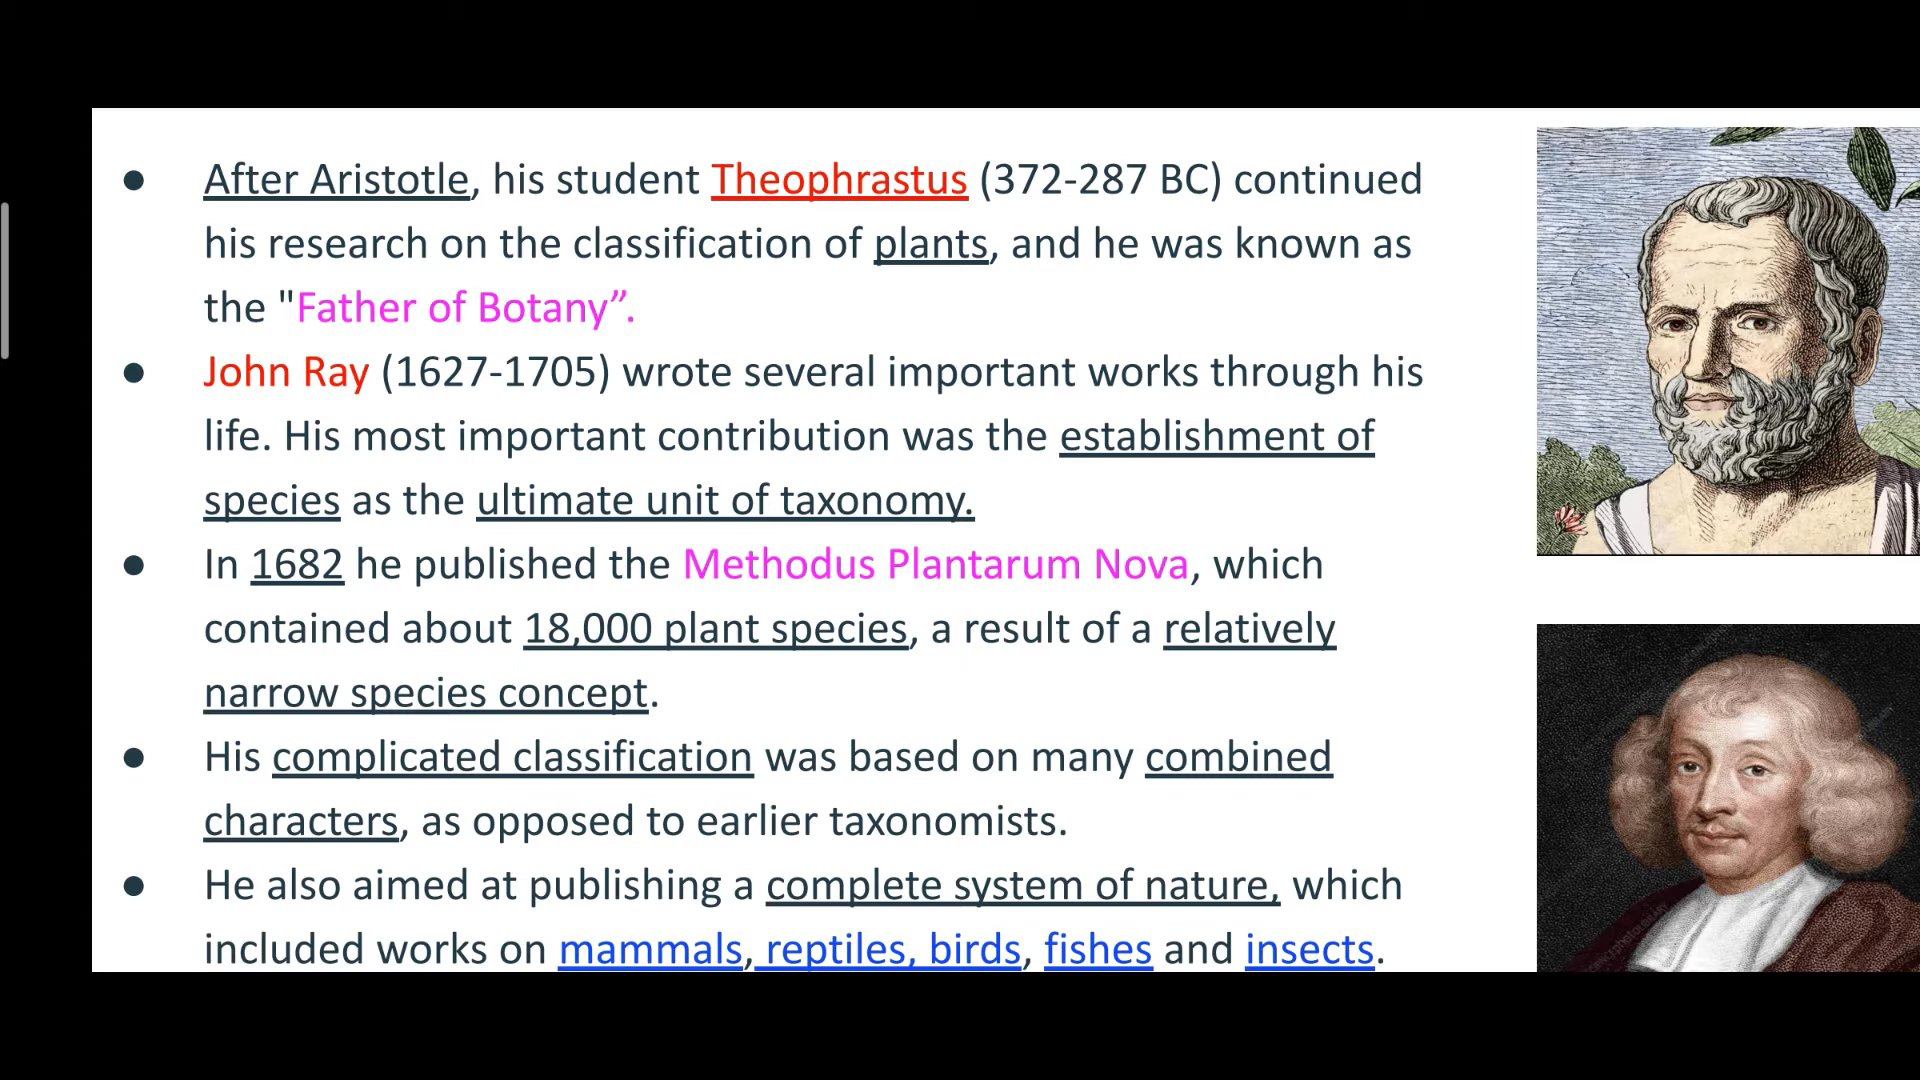 ● After Aristotle, his student Theophrastus (372-287 BC) continued
his research on the classification of plants, and he was known as
the "Father of Botany”.
● John Ray (1627-1705) wrote several important works through his
life. His most important contribution was the establishment of
species as the ultimate unit of taxonomy.
● In 1682 he published the Methodus Plantarum Nova, which
contained about 18,000 plant species, a result of a relatively
narrow species concept.
● His complicated classification was based on many combined
characters, as opposed to earlier taxonomists.
● He also aimed at publishing a complete system of nature, which
included works on mammals, reptiles, birds, fishes and insects.